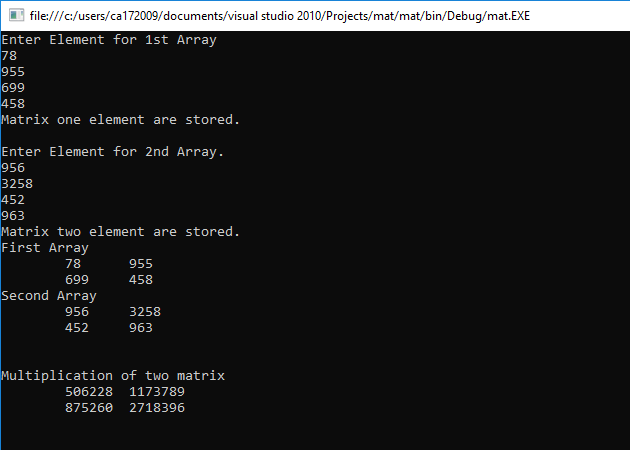 file:///c:/users/ca172009/documents/visual studio 2010/Projects/mat/mat/bin/Debug/mat.EXE
Enter Element for 1st Array
78
955
699
458
Matrix one element are stored.
Enter Element for 2nd Array.
956
3258
452
963
Matrix two element are stored.
First Array
78 955
699 458
Second Array
956 3258
452 963
Multiplication of two matrix
506228 1173789
875260 2718396